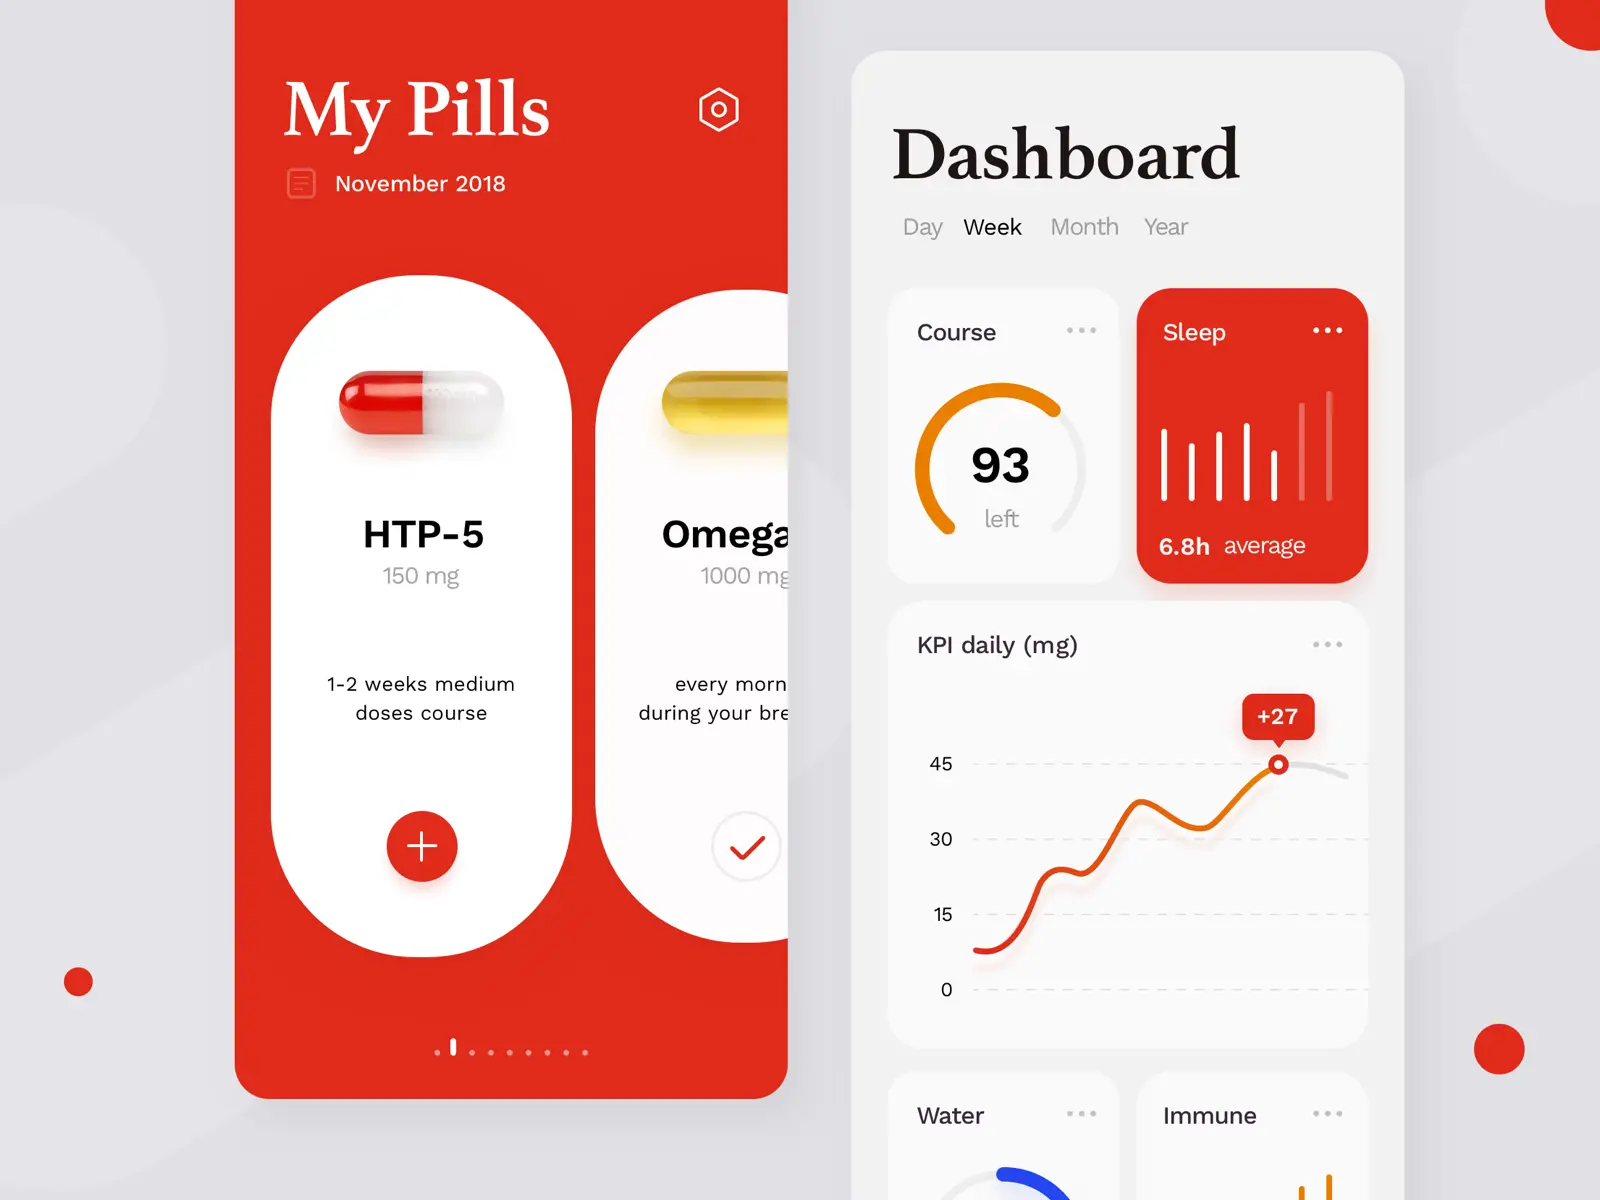 My Pills
November 2018
HTP-5
150 mg
1-2 weeks medium
doses course
Omega
1000 mg
every morn
during your bre
Dashboard
Day Week Month Year
Course
93
left
Sleep
6.8h average
KPI daily (mg)
+27
45
30
15
0
Water
Immune